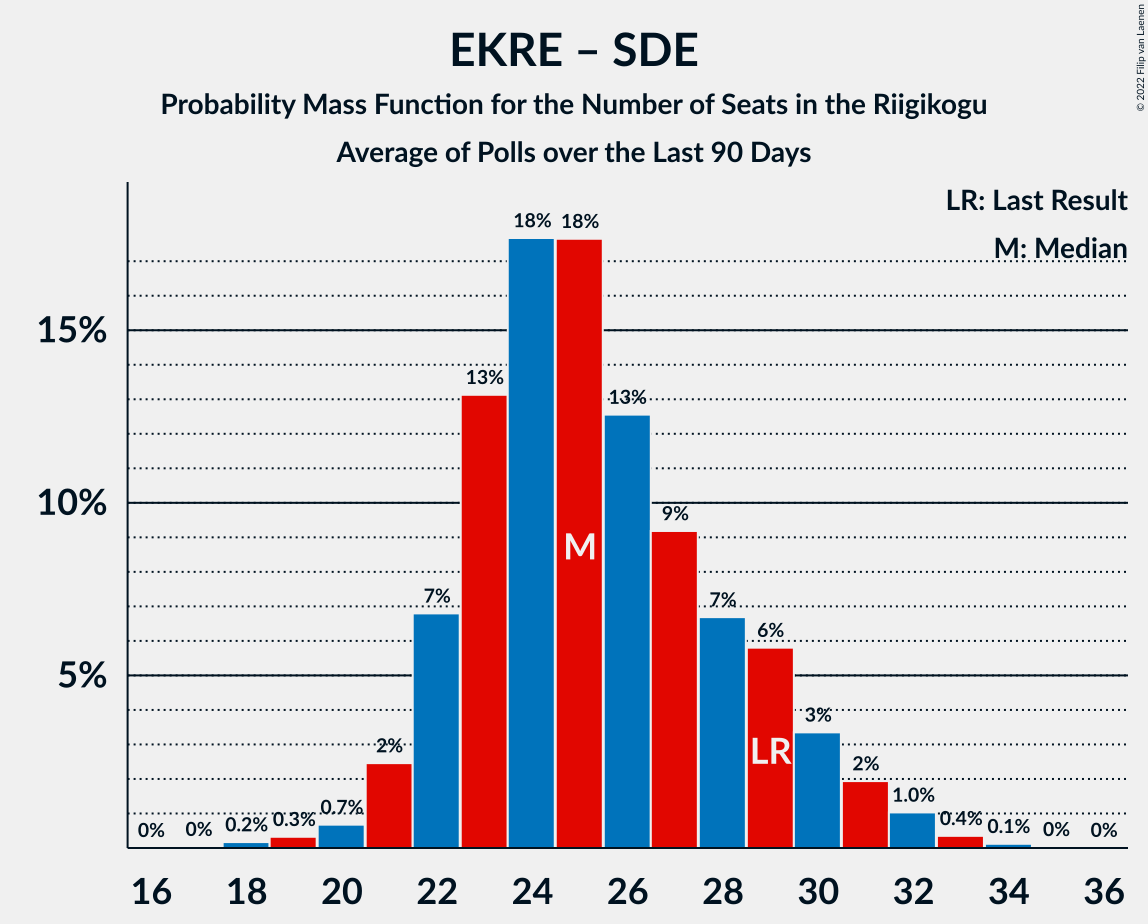 EKRE – SDE
Probability Mass Function for the Number of Seats in the Riigikogu
Average of Polls over the Last 90 Days
© 2022 Filip van Laenen
LR: Last Result
M: Median
15%
10%
5%
0% 0% 0.2% 0.3% 0.7% 2% 7% 13% 18% 18% 13% 9% 7% 6% 3% 2% 1.0% 0.4% 0.1% 0% 0%
M
LR
16 18 20 22 24 26 28 30 32 34 36